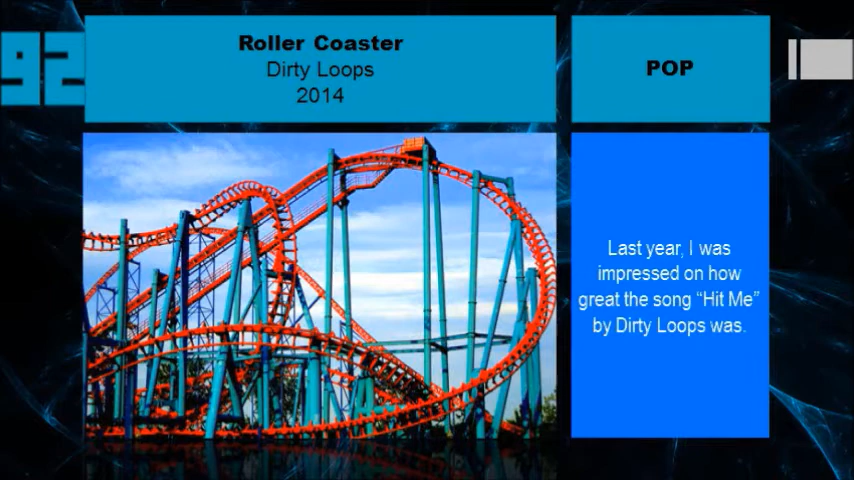 92
Roller Coaster
Dirty Loops
2014
POP
Last year, I was
impressed on how
great the song “Hit Me”
by Dirty Loops was.